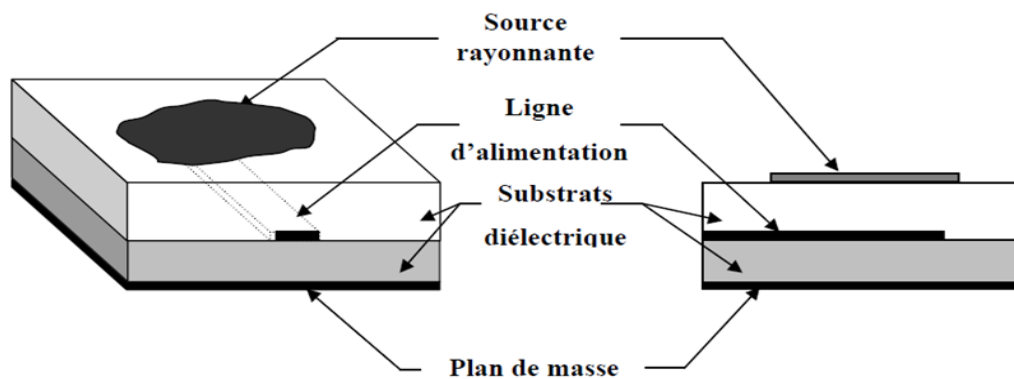 Source
rayonnante
Ligne
d'alimentation
Substrats
diélectrique
Plan de masse